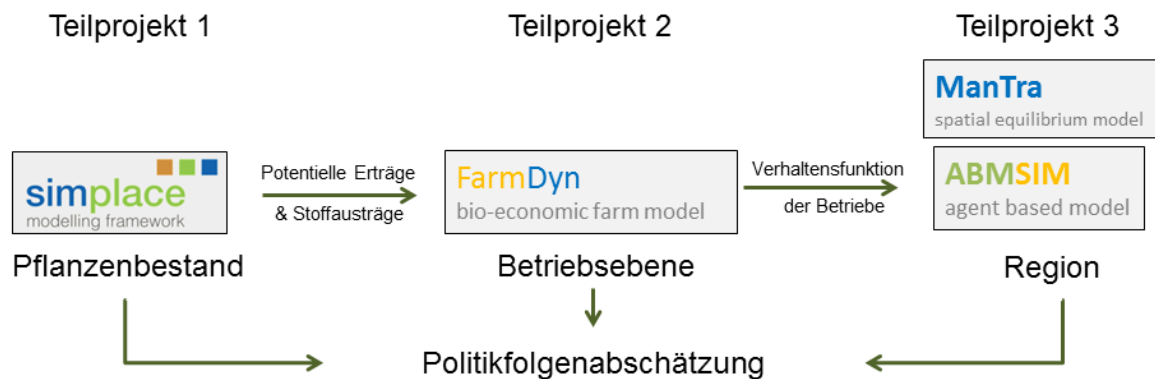 Teilprojekt 1
Teilprojekt 2
Teilprojekt 3
ManTra
spatial equilibrium model
simplace
modelling framework
Potentielle Erträge
& Stoffausträge
FarmDyn
bio-economic farm model
Verhaltensfunktion
der Betriebe
ABMSIM
agent based model
Pflanzenbestand
Betriebsebene
Region
Politikfolgenabschätzung